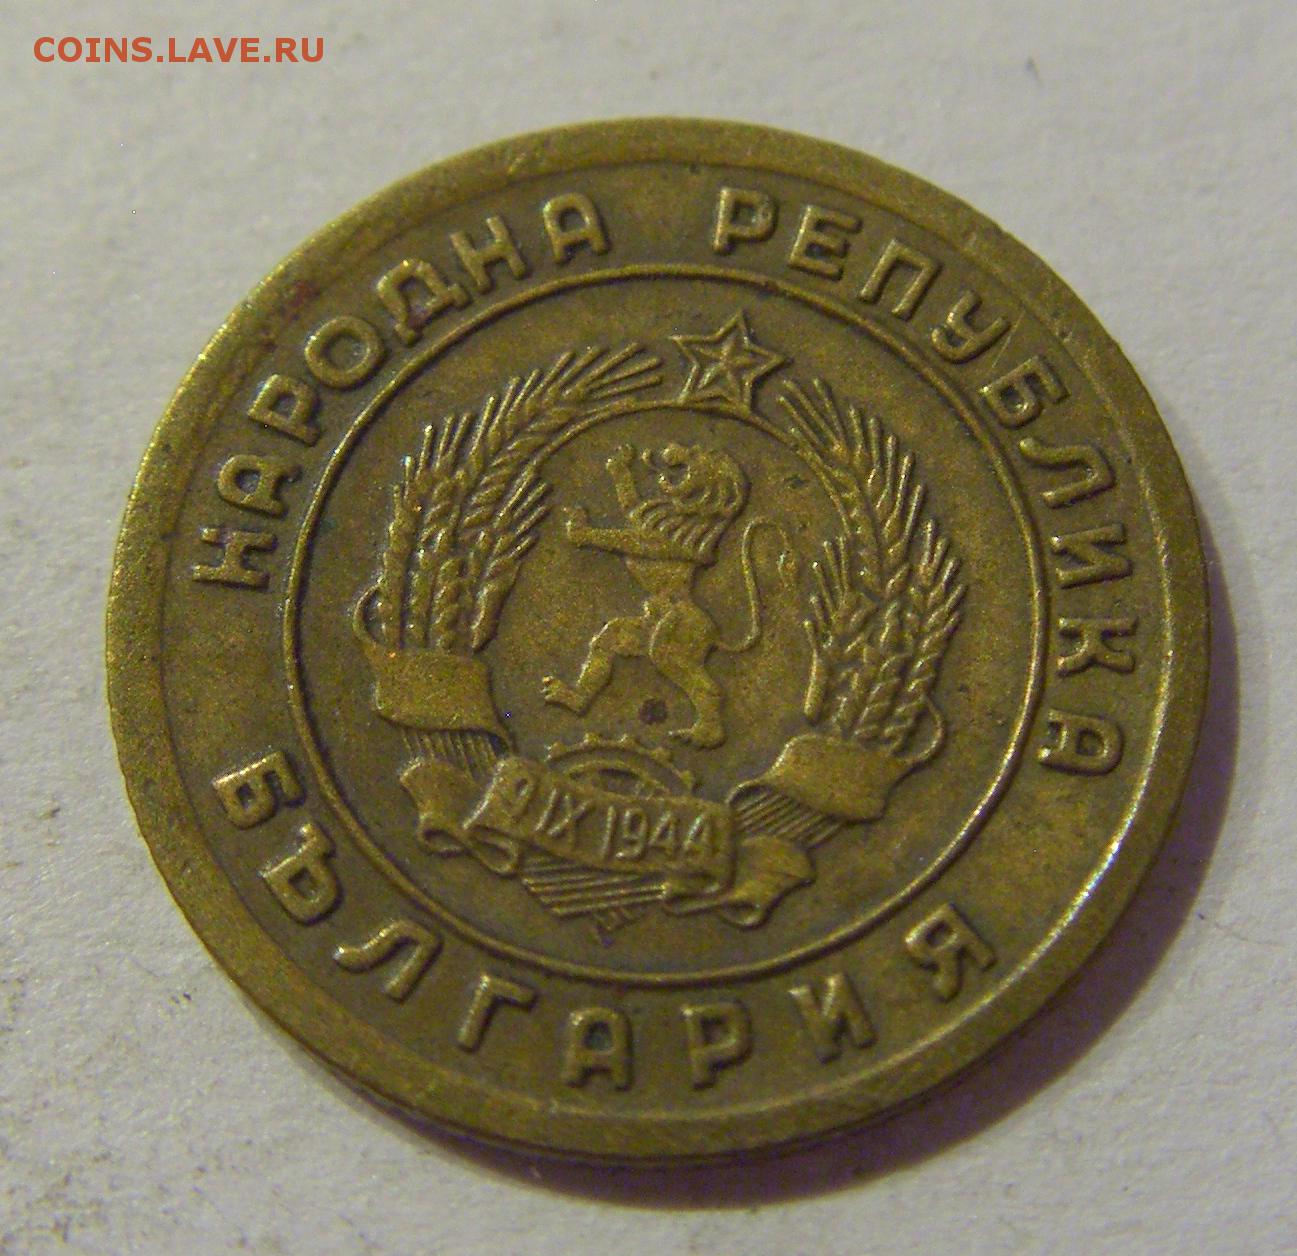 COINS.LAVE.RU
НАРОДНА РЕПУБЛИКА
БЪЛГАРИЯ
9 IX 1944